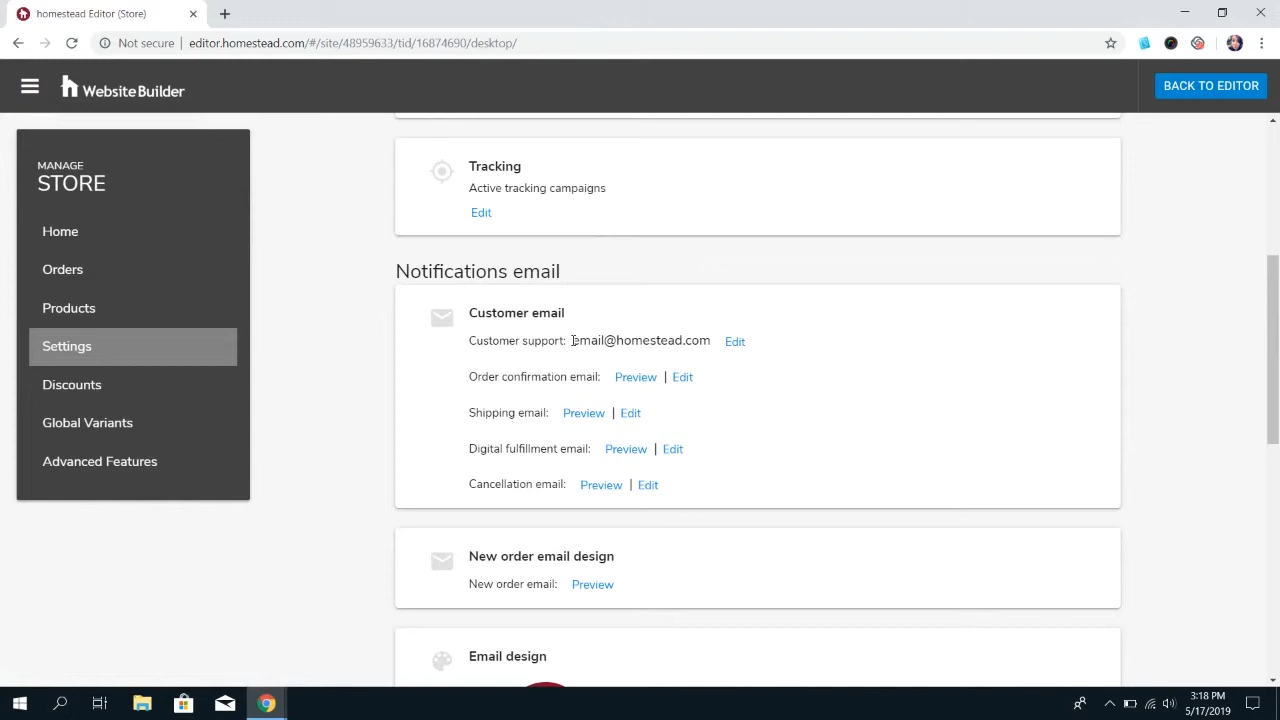 homestead Editor (Store)
Not secure editor.homestead.com/#/site/48959633/tid/16874690/desktop/
WebsiteBuilder
BACK TO EDITOR
MANAGE
STORE
Home
Orders
Products
Settings
Discounts
Global Variants
Advanced Features
Tracking
Active tracking campaigns
Edit
Notifications email
Customer email
Customer support: email@homestead.com Edit
Order confirmation email: Preview | Edit
Shipping email: Preview | Edit
Digital fulfillment email: Preview | Edit
Cancellation email: Preview | Edit
New order email design
New order email: Preview
Email design
3:18 PM
5/17/2019